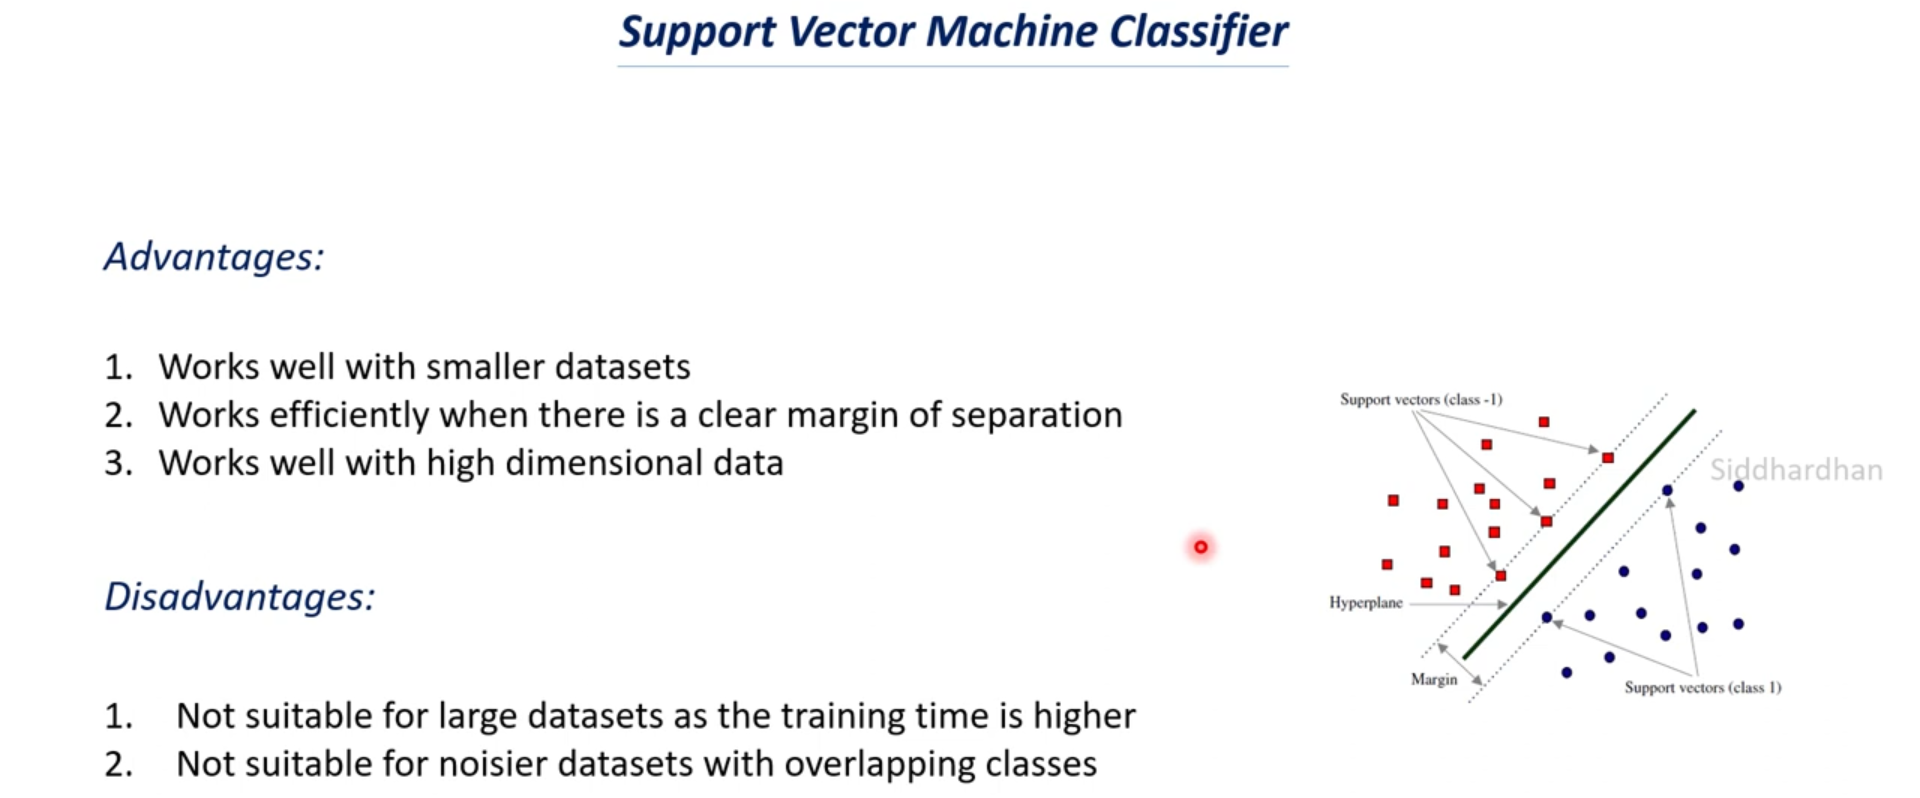 Support Vector Machine Classifier
Advantages:
1. Works well with smaller datasets
2. Works efficiently when there is a clear margin of separation
3. Works well with high dimensional data
Disadvantages:
1. Not suitable for large datasets as the training time is higher
2. Not suitable for noisier datasets with overlapping classes
Support vectors (class -1)
Siddhardhan
Hyperplane
Margin
Support vectors (class 1)